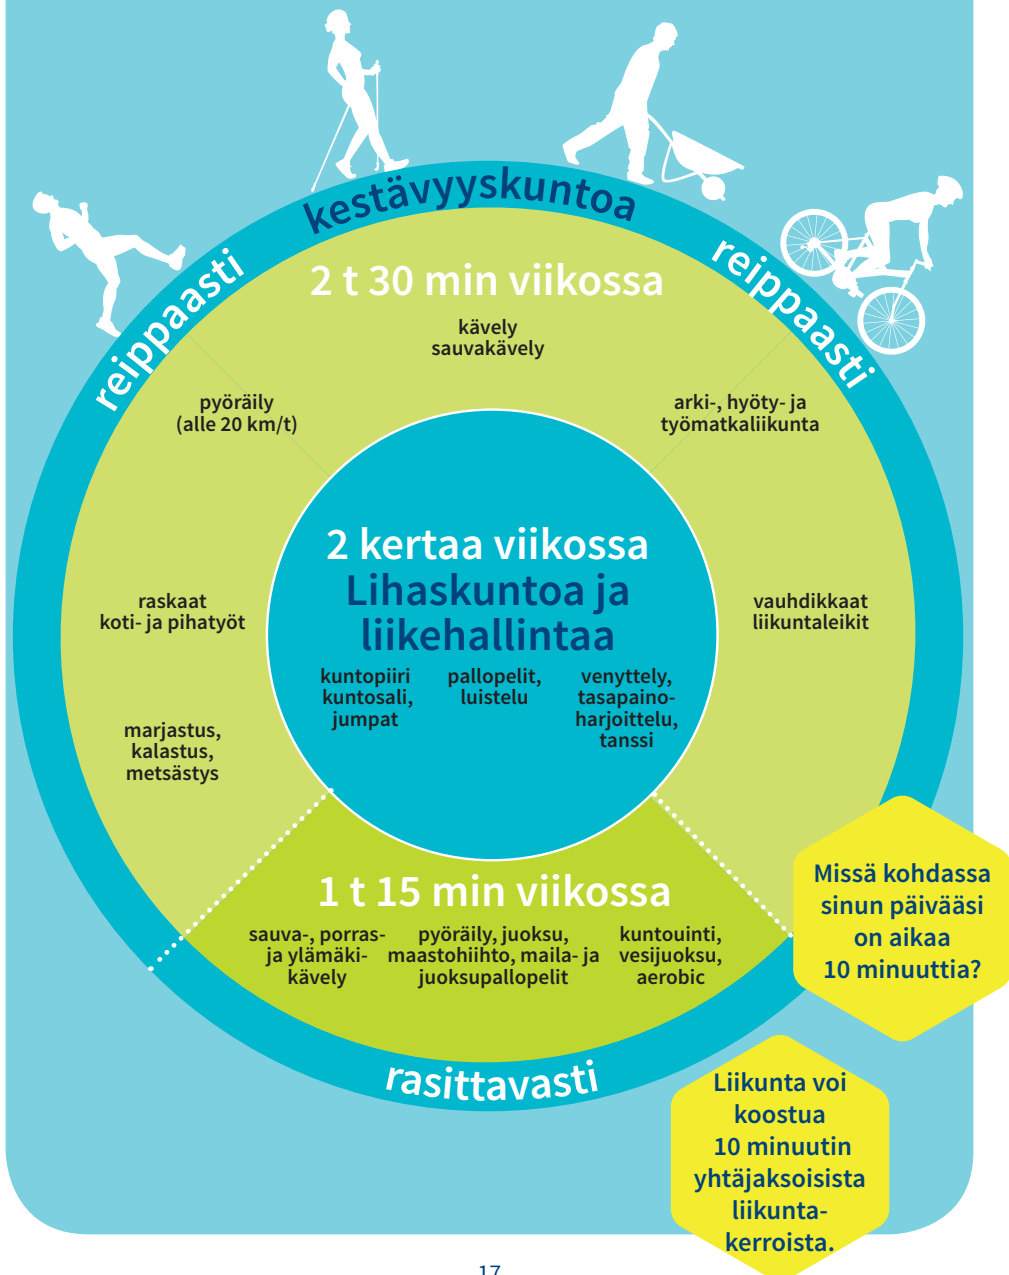 kestävyyskuntoa
reippaasti
reippaasti
2 t 30 min viikossa
kävely
sauvakävely
pyöräily
(alle 20 km/t)
arki-, hyöty- ja
työmatkaliikunta
2 kertaa viikossa
Lihaskuntoa ja
liikehallintaa
kuntopiiri
kuntosali,
jumpat
pallopelit,
luistelu
venyttely,
tasapaino-
harjoittelu,
tanssi
raskaat
koti- ja pihatyöt
vauhdikkaat
liikuntaleikit
marjastus,
kalastus,
metsästys
1 t 15 min viikossa
sauva-, porras-
ja ylämäki-
kävely
pyöräily, juoksu,
maastohiihto, maila- ja
juoksupallopelit
kuntouinti,
vesijuoksu,
aerobic
rasittavasti
Missä kohdassa
sinun päivääsi
on aikaa
10 minuuttia?
Liikunta voi
koostua
10 minuutin
yhtäjaksoisista
liikunta-
kerroista.
17